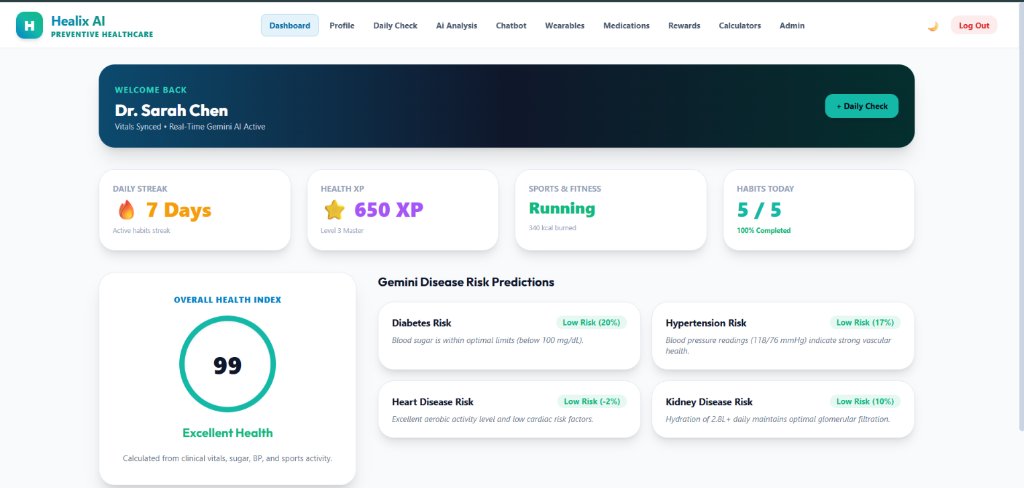 H
Healix AI
PREVENTIVE HEALTHCARE
Dashboard
Profile
Daily Check
Ai Analysis
Chatbot
Wearables
Medications
Rewards
Calculators
Admin
Log Out
WELCOME BACK
Dr. Sarah Chen
Vitals Synced • Real-Time Gemini AI Active
+ Daily Check
DAILY STREAK
7 Days
Active habits streak
HEALTH XP
650 XP
Level 3 Master
SPORTS & FITNESS
Running
340 kcal burned
HABITS TODAY
5 / 5
100% Completed
OVERALL HEALTH INDEX
99
Excellent Health
Calculated from clinical vitals, sugar, BP, and sports activity.
Gemini Disease Risk Predictions
Diabetes Risk
Low Risk (20%)
Blood sugar is within optimal limits (below 100 mg/dL).
Hypertension Risk
Low Risk (17%)
Blood pressure readings (118/76 mmHg) indicate strong vascular
health.
Heart Disease Risk
Low Risk (-2%)
Excellent aerobic activity level and low cardiac risk factors.
Kidney Disease Risk
Low Risk (10%)
Hydration of 2.8L+ daily maintains optimal glomerular filtration.